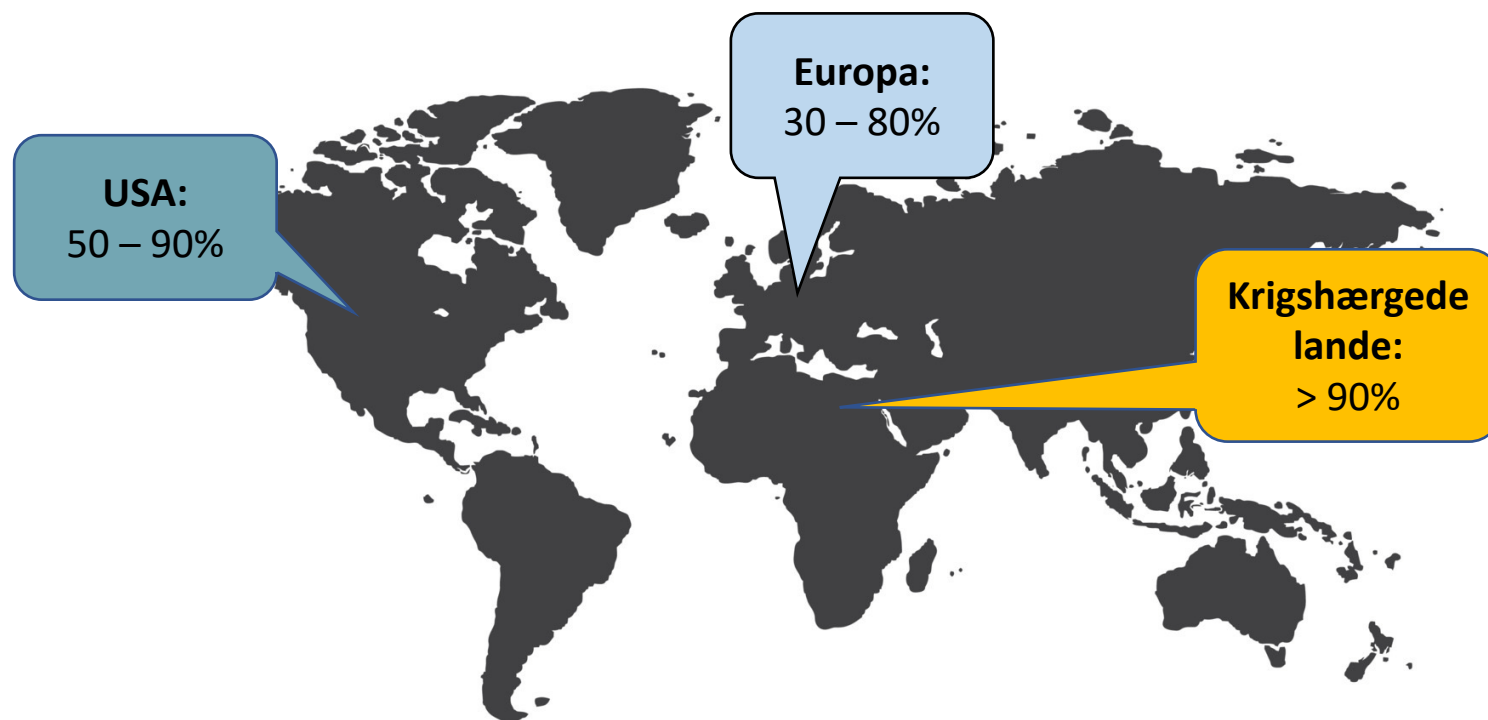 Europa:
30 – 80%
USA:
50 – 90%
Krigshærgede
lande:
> 90%